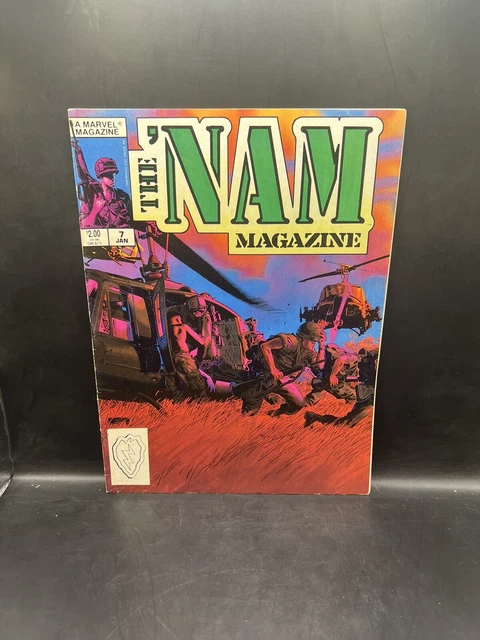 A MARVEL®
MAGAZINE
THE 'NAM
MAGAZINE
$2.00
7
JAN